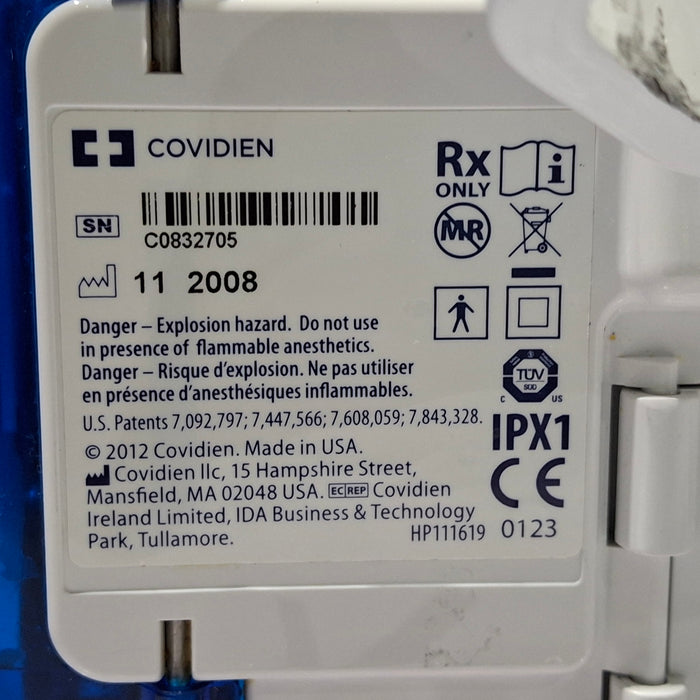 COVIDIEN
Rx
ONLY
SN
C0832705
MR
11 2008
Danger – Explosion hazard. Do not use
in presence of flammable anesthetics.
Danger – Risque d'explosion. Ne pas utiliser
en présence d'anesthésiques inflammables.
TÜV
SÜD
C US
U.S. Patents 7,092,797; 7,447,566; 7,608,059; 7,843,328.
IPX1
© 2012 Covidien. Made in USA.
Covidien llc, 15 Hampshire Street,
Mansfield, MA 02048 USA. EC REP Covidien
Ireland Limited, IDA Business & Technology
Park, Tullamore.
HP111619
CE
0123